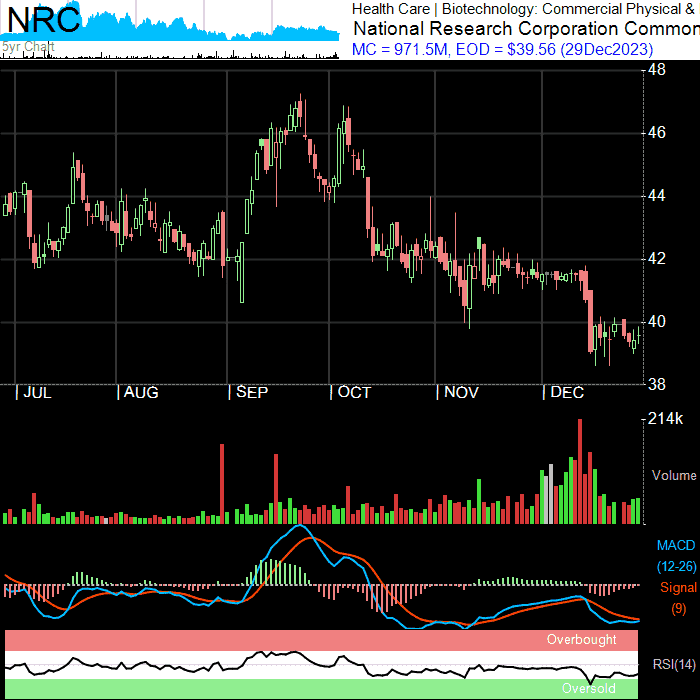 NRC
5yr Chart
Health Care | Biotechnology: Commercial Physical &
National Research Corporation Common
MC = 971.5M, EOD = $39.56 (29Dec2023)
48
46
44
42
40
38
| JUL | AUG | SEP | OCT | NOV | DEC
214k
Volume
MACD
(12-26)
Signal
(9)
Overbought
RSI(14)
Oversold